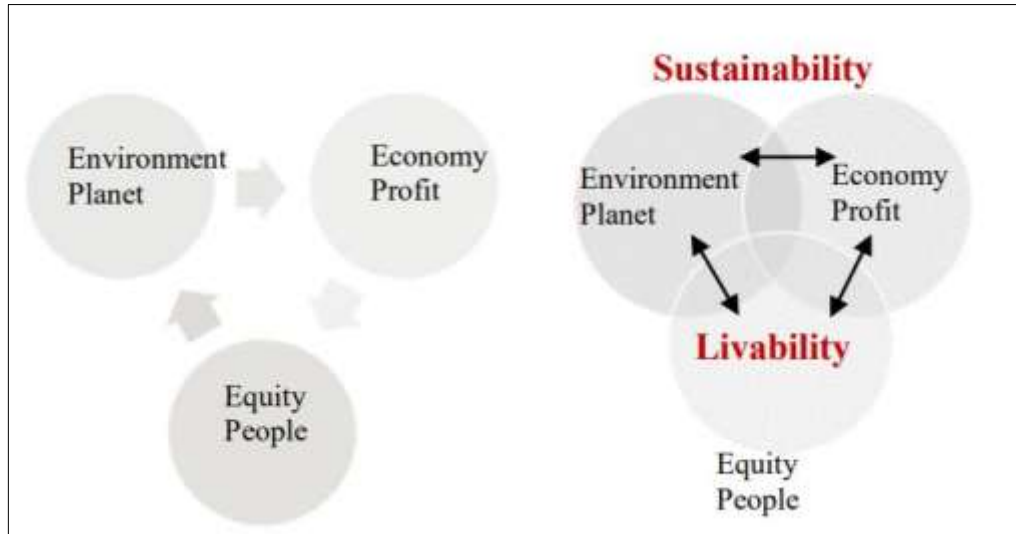 Environment
Planet
Economy
Profit
Equity
People
Sustainability
Environment
Planet
Economy
Profit
Livability
Equity
People